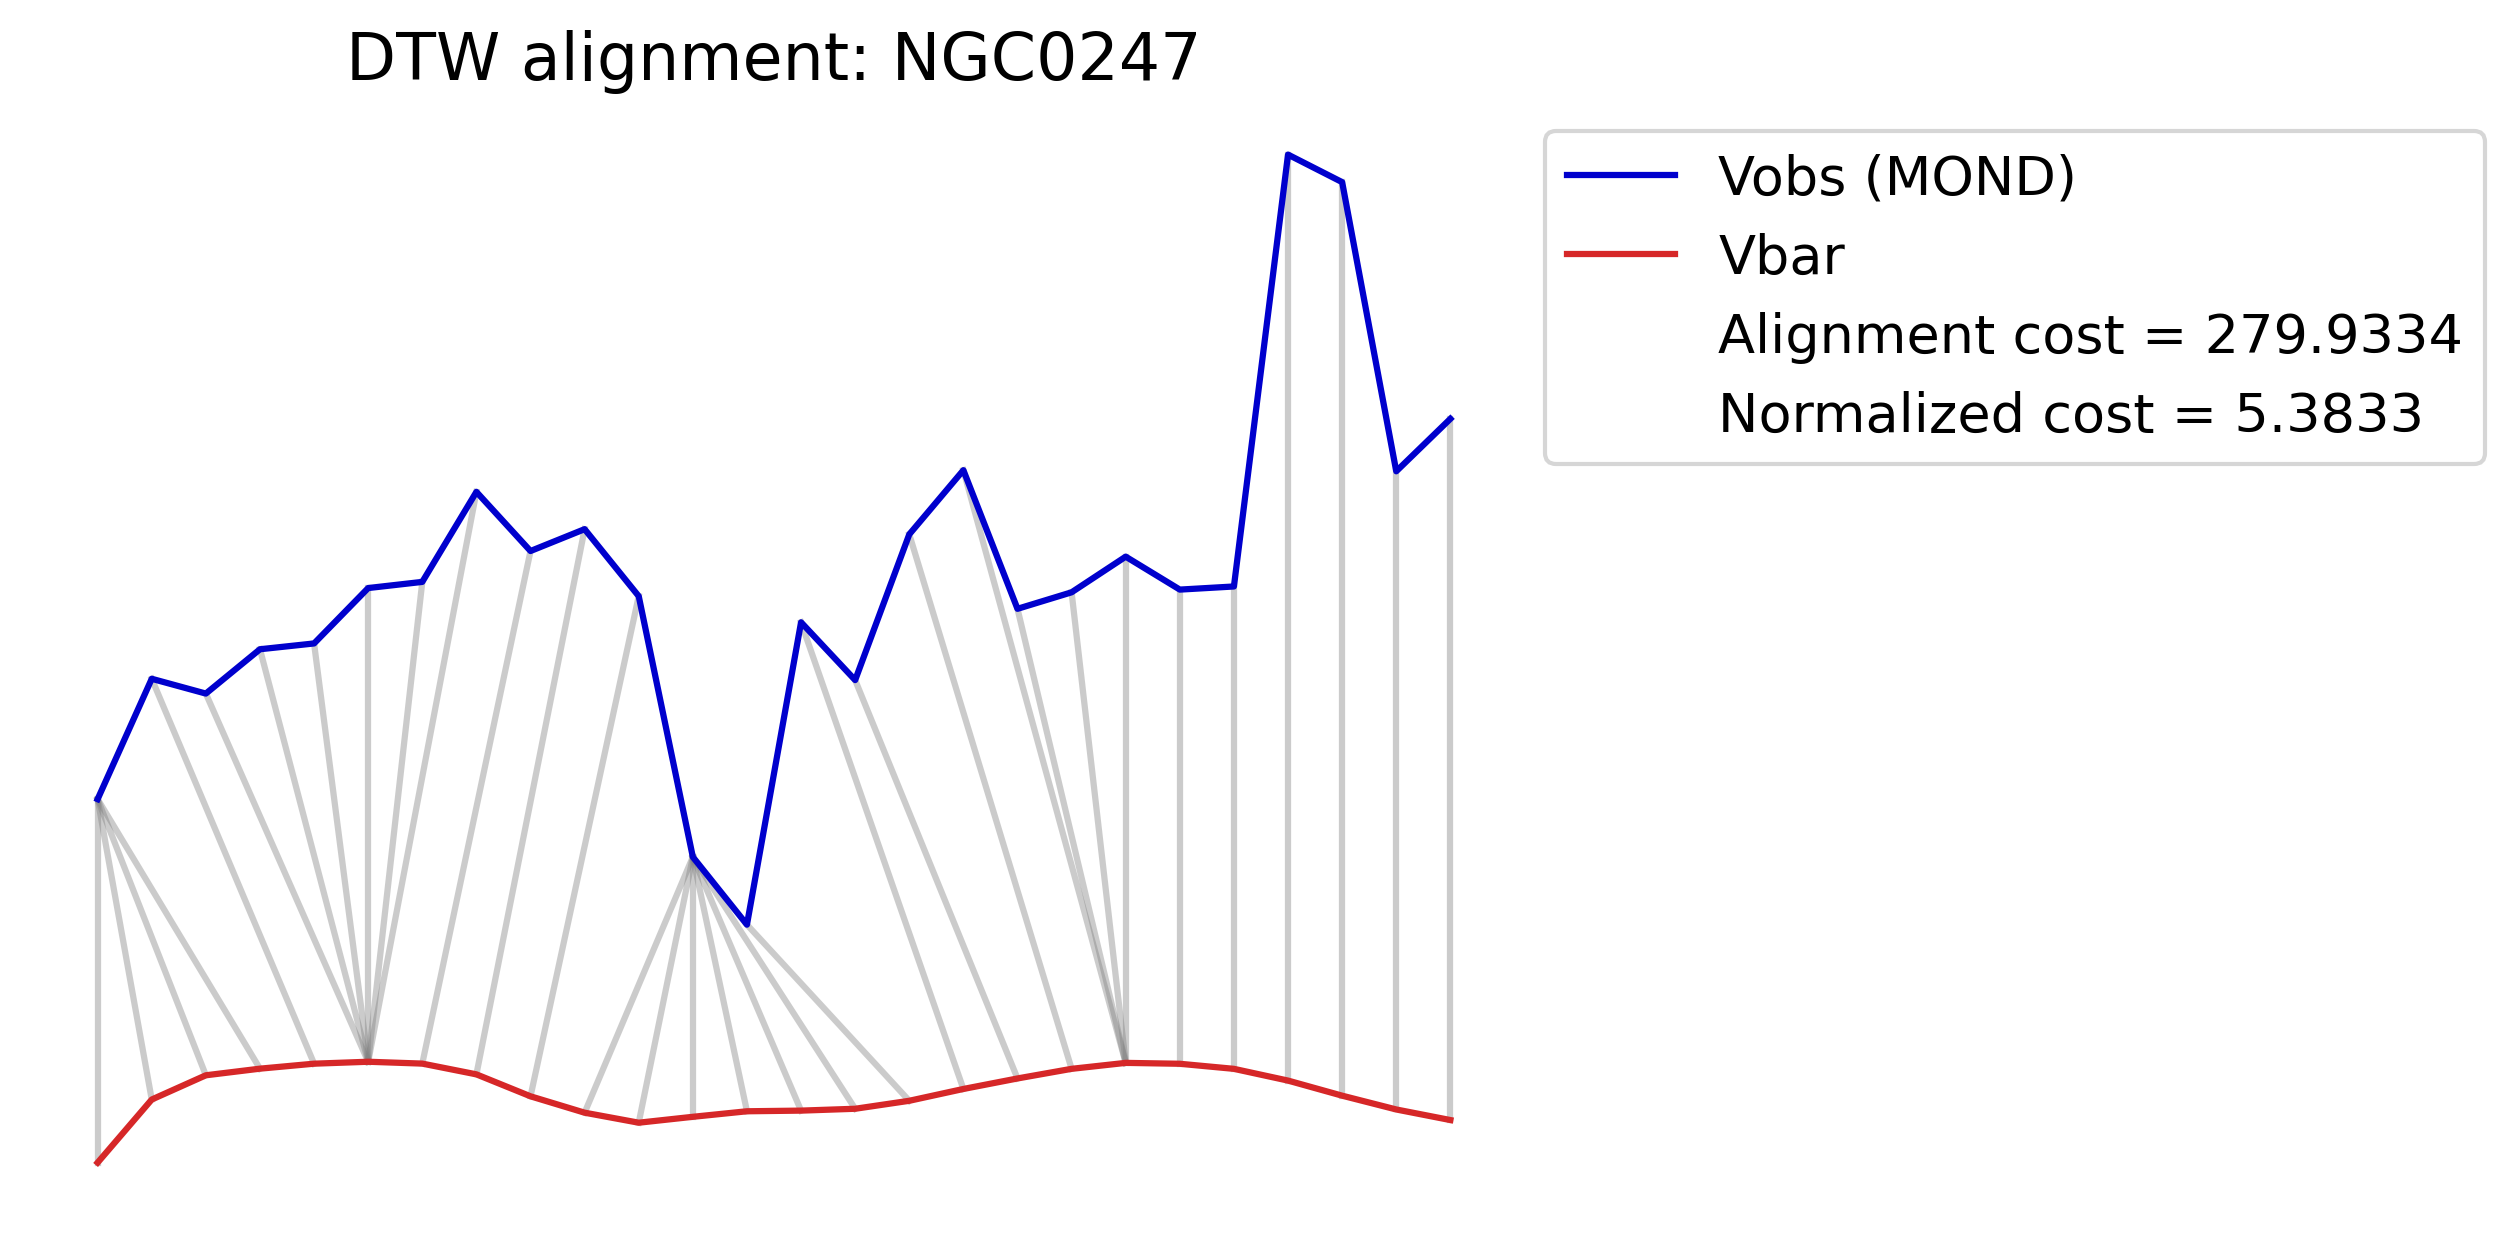 DTW alignment: NGC0247
Vobs (MOND)
Vbar
Alignment cost = 279.9334
Normalized cost = 5.3833